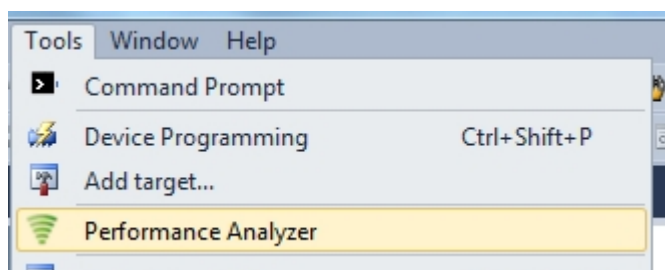 Tools Window Help
Command Prompt
Device Programming Ctrl+Shift+P
Add target...
Performance Analyzer